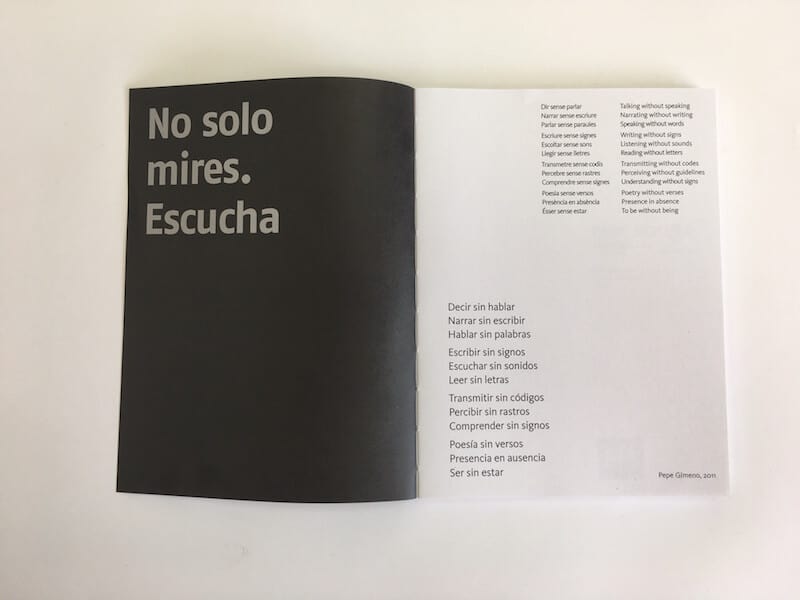 No solo
mires.
Escucha
Dir sense parlar
Narrar sense escriure
Parlar sense paraules
Escriure sense signes
Escoltar sense sons
Llegir sense lletres
Transmetre sense codis
Percebre sense rastres
Comprendre sense signes
Poesia sense versos
Presència en absència
Ésser sense estar
Talking without speaking
Narrating without writing
Speaking without words
Writing without signs
Listening without sounds
Reading without letters
Transmitting without codes
Perceiving without guidelines
Understanding without signs
Poetry without verses
Presence in absence
To be without being
Decir sin hablar
Narrar sin escribir
Hablar sin palabras
Escribir sin signos
Escuchar sin sonidos
Leer sin letras
Transmitir sin códigos
Percibir sin rastros
Comprender sin signos
Poesía sin versos
Presencia en ausencia
Ser sin estar
Pepe Gimeno, 2011